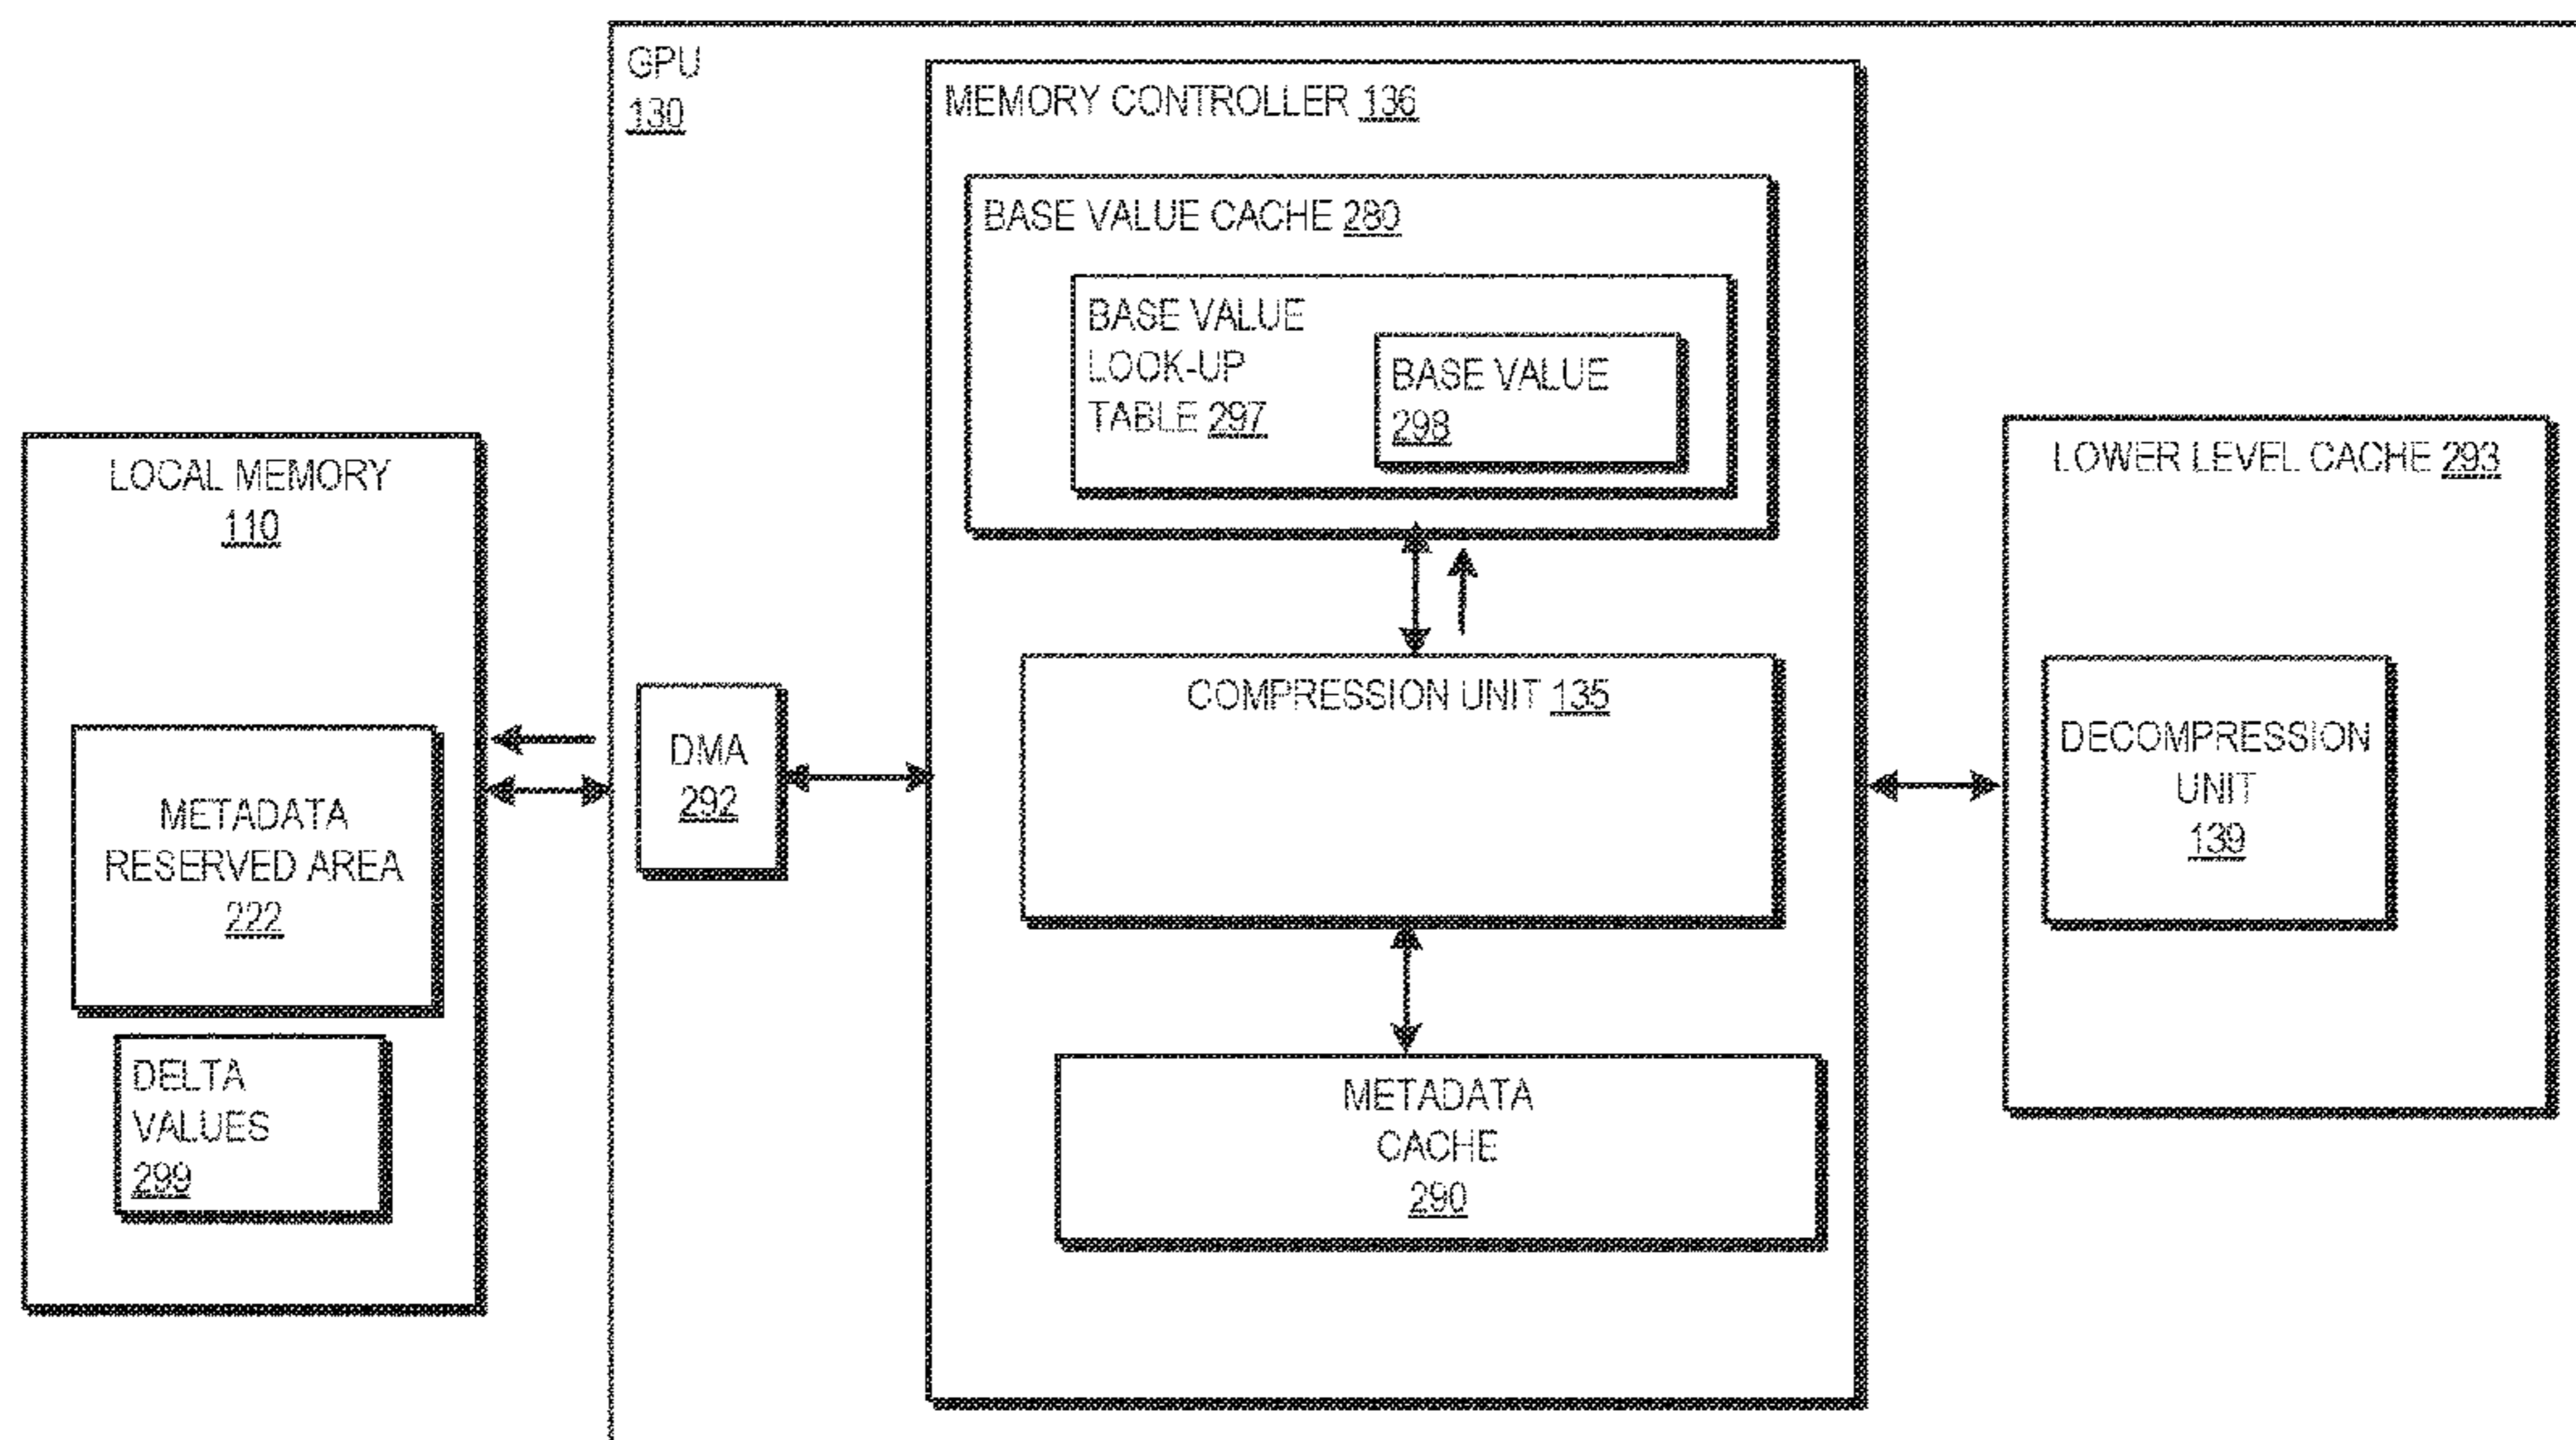 GPU
130
MEMORY CONTROLLER 136
BASE VALUE CACHE 280
BASE VALUE
LOOK-UP
TABLE 297
BASE VALUE
298
LOCAL MEMORY
110
METADATA
RESERVED AREA
222
DELTA
VALUES
299
DMA
292
COMPRESSION UNIT 135
METADATA
CACHE
290
LOWER LEVEL CACHE 293
DECOMPRESSION
UNIT
139